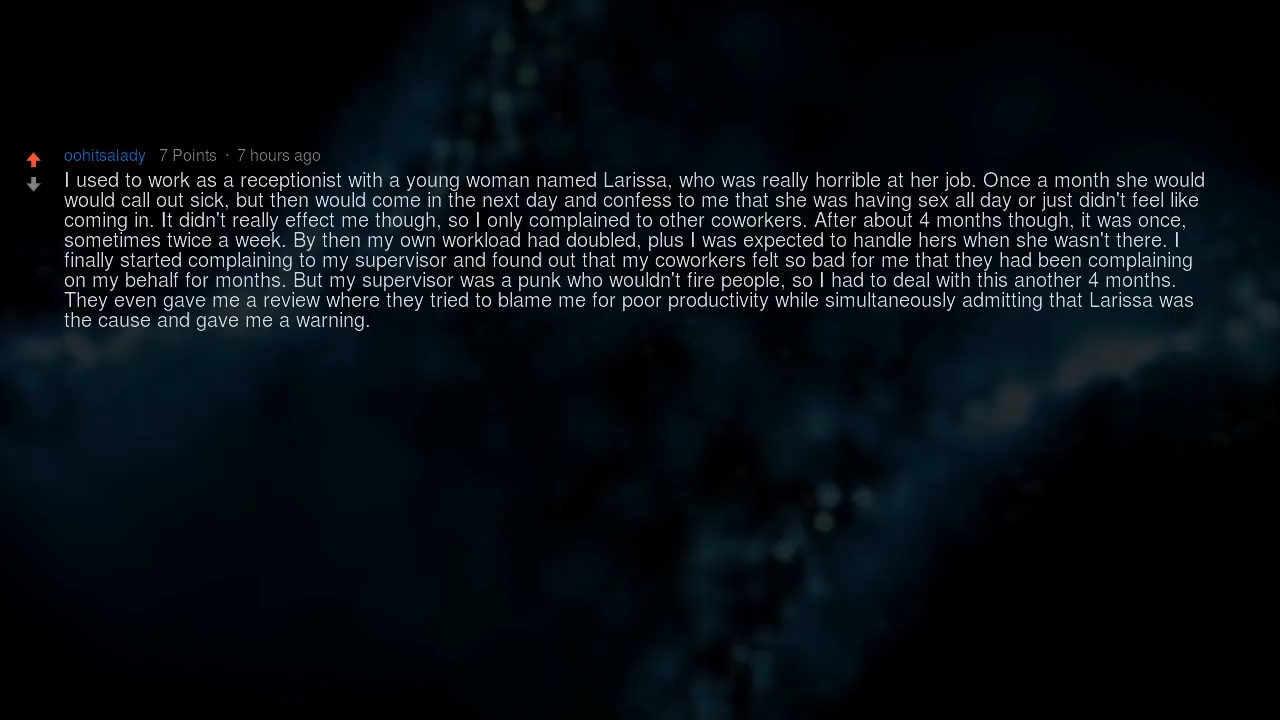 oohitsalady 7 Points · 7 hours ago
I used to work as a receptionist with a young woman named Larissa, who was really horrible at her job. Once a month she would
would call out sick, but then would come in the next day and confess to me that she was having sex all day or just didn't feel like
coming in. It didn't really effect me though, so I only complained to other coworkers. After about 4 months though, it was once,
sometimes twice a week. By then my own workload had doubled, plus I was expected to handle hers when she wasn't there. I
finally started complaining to my supervisor and found out that my coworkers felt so bad for me that they had been complaining
on my behalf for months. But my supervisor was a punk who wouldn't fire people, so I had to deal with this another 4 months.
They even gave me a review where they tried to blame me for poor productivity while simultaneously admitting that Larissa was
the cause and gave me a warning.